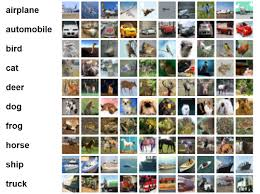 airplane
automobile
bird
cat
deer
dog
frog
horse
ship
truck